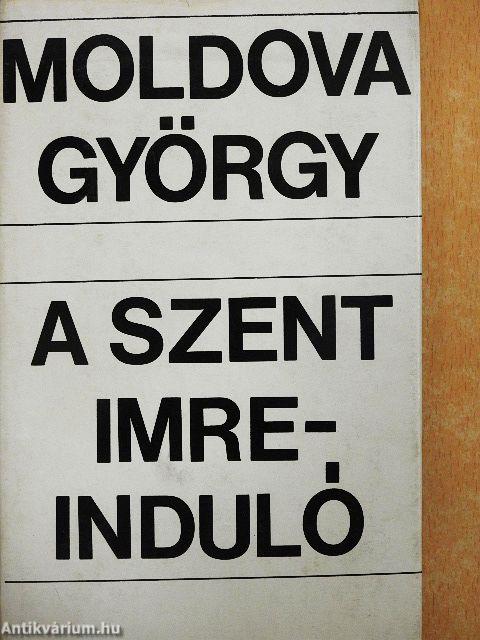 MOLDOVA
GYÖRGY
A SZENT
IMRE-
INDULÓ
Antikvárium.hu